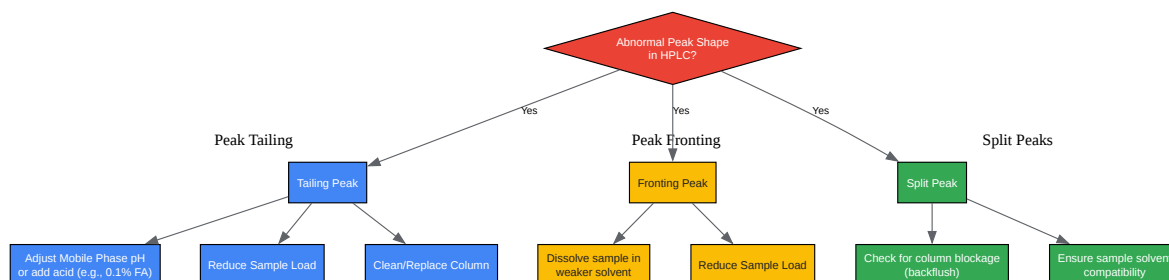 Abnormal Peak Shape
in HPLC?
Yes
Yes
Yes
Peak Tailing
Peak Fronting
Split Peaks
Tailing Peak
Fronting Peak
Split Peak
Adjust Mobile Phase pH
or add acid (e.g., 0.1% FA)
Reduce Sample Load
Clean/Replace Column
Dissolve sample in
weaker solvent
Reduce Sample Load
Check for column blockage
(backflush)
Ensure sample solvent
compatibility